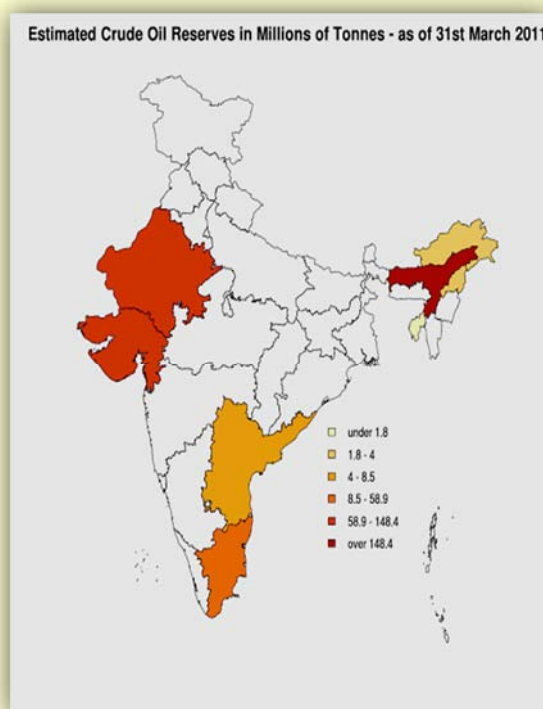 Estimated Crude Oil Reserves in Millions of Tonnes - as of 31st March 2011
under 1.8
1.8 - 4
4 - 8.5
8.5 - 58.9
58.9 - 148.4
over 148.4